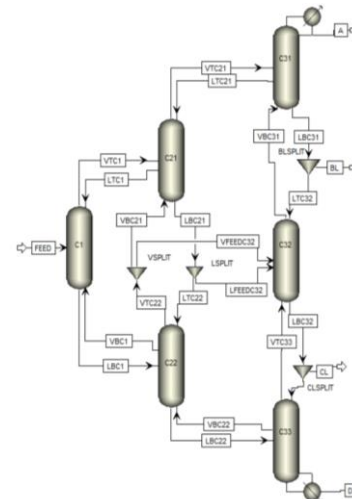 A
VTC21
C31
LTC21
VBC31
LBC31
BLSPLIT
VTC1
C21
BL
LTC1
LTC32
VBC21
LBC21
C1
VFEEDC32
FEED
VSPLIT
LSPLIT
C32
LFEEDC32
VTC22
LTC22
LBC32
VBC1
VTC33
LBC1
C22
CL
CLSPLIT
VBC22
C33
LBC22
D